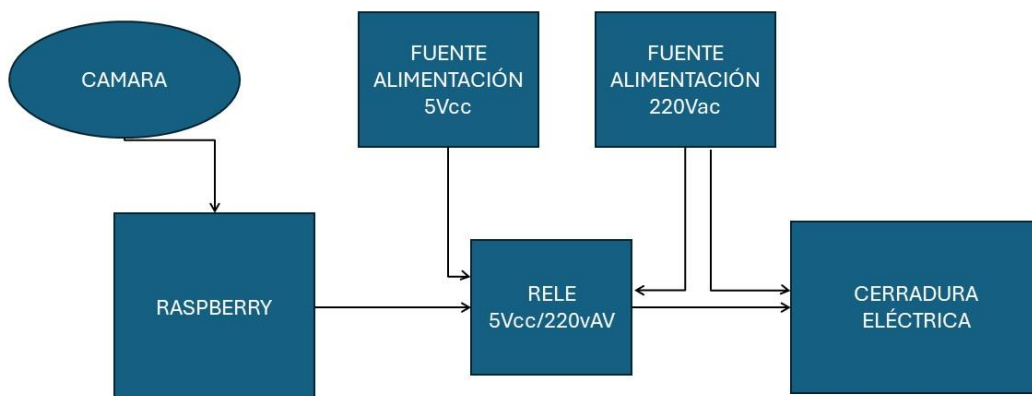 CAMARA
FUENTE
ALIMENTACIÓN
5Vcc
FUENTE
ALIMENTACIÓN
220Vac
RASPBERRY
RELE
5Vcc/220vAV
CERRADURA
ELÉCTRICA